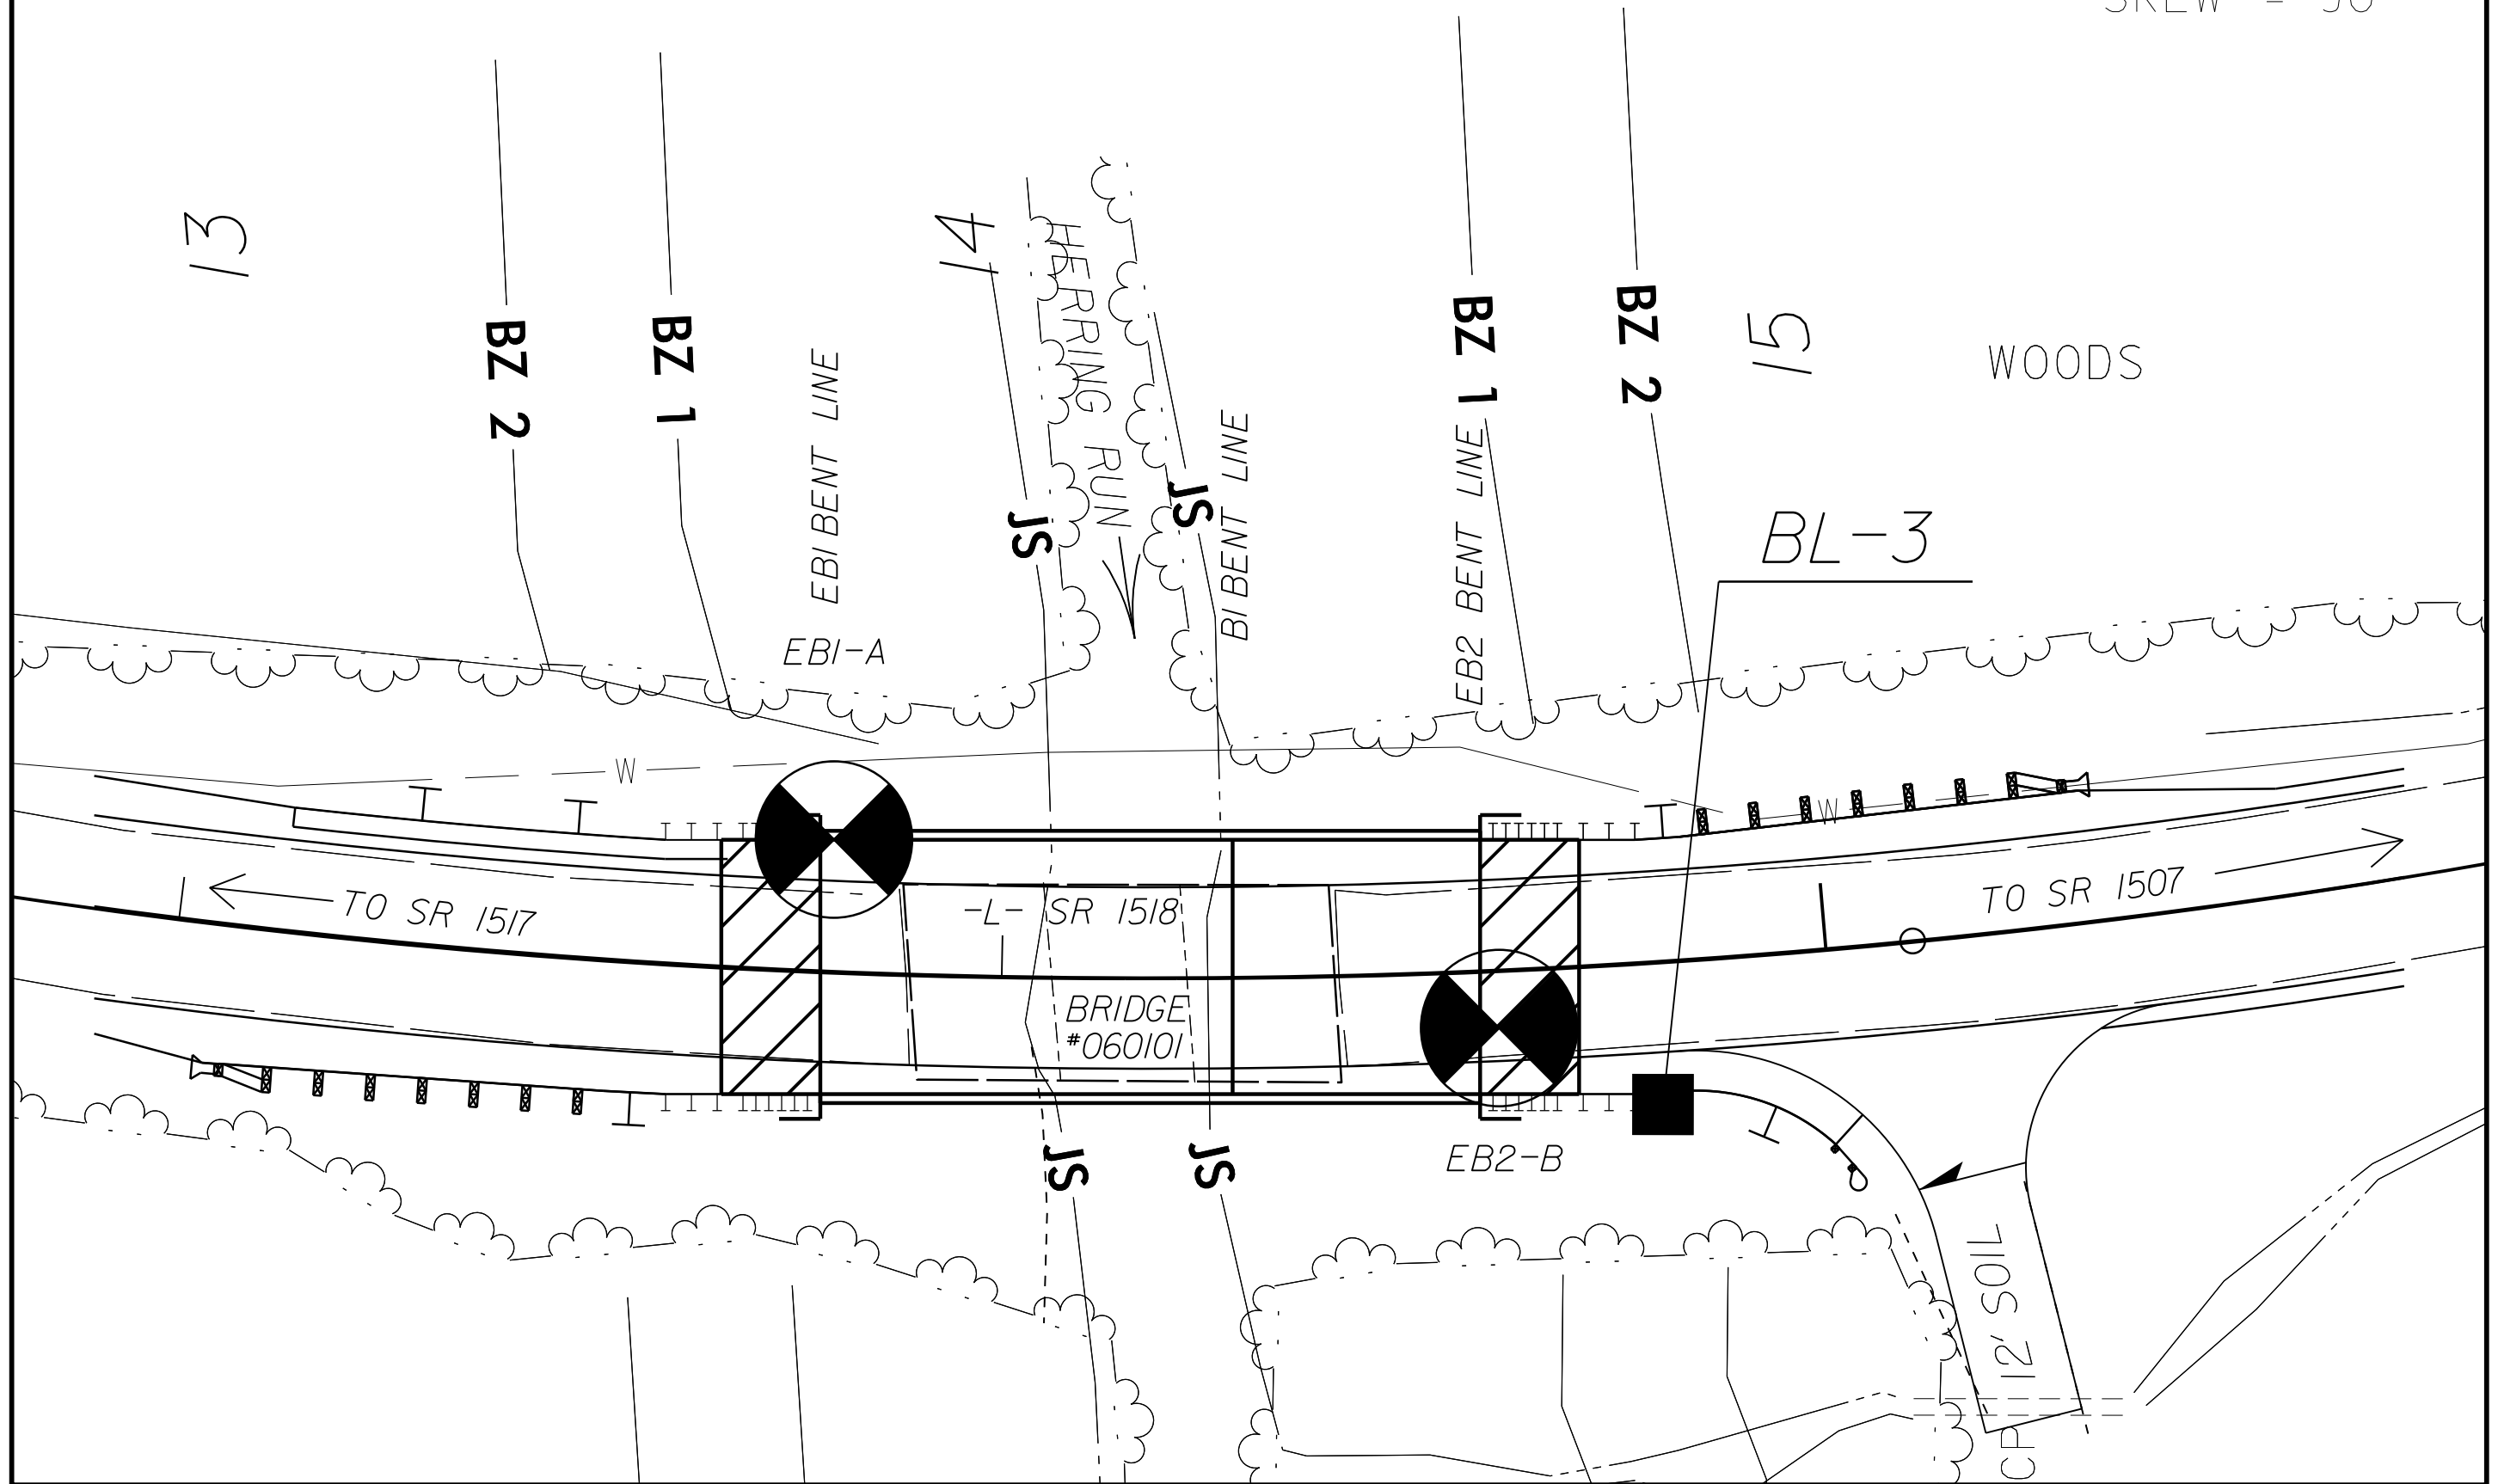 13
BZ 2
BZ 1
EB1 BENT LINE
14
HERRING RUN
JS
JS
B1 BENT LINE
BZ 1
EB2 BENT LINE
BZ 2
15
WOODS
BL-3
EB1-A
W
W
TO SR 1517
-L- SR 1518
TO SR 1507
BRIDGE
#060101
JS
JS
EB2-B
12' SOIL
CP